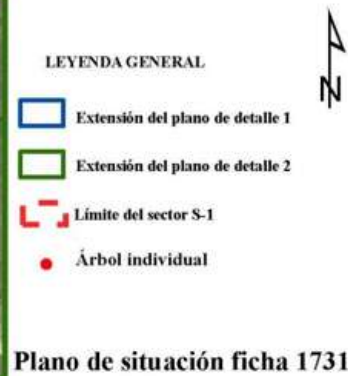 N
LEYENDA GENERAL
Extensión del plano de detalle 1
Extensión del plano de detalle 2
Límite del sector S-1
Árbol individual
Plano de situación ficha 1731